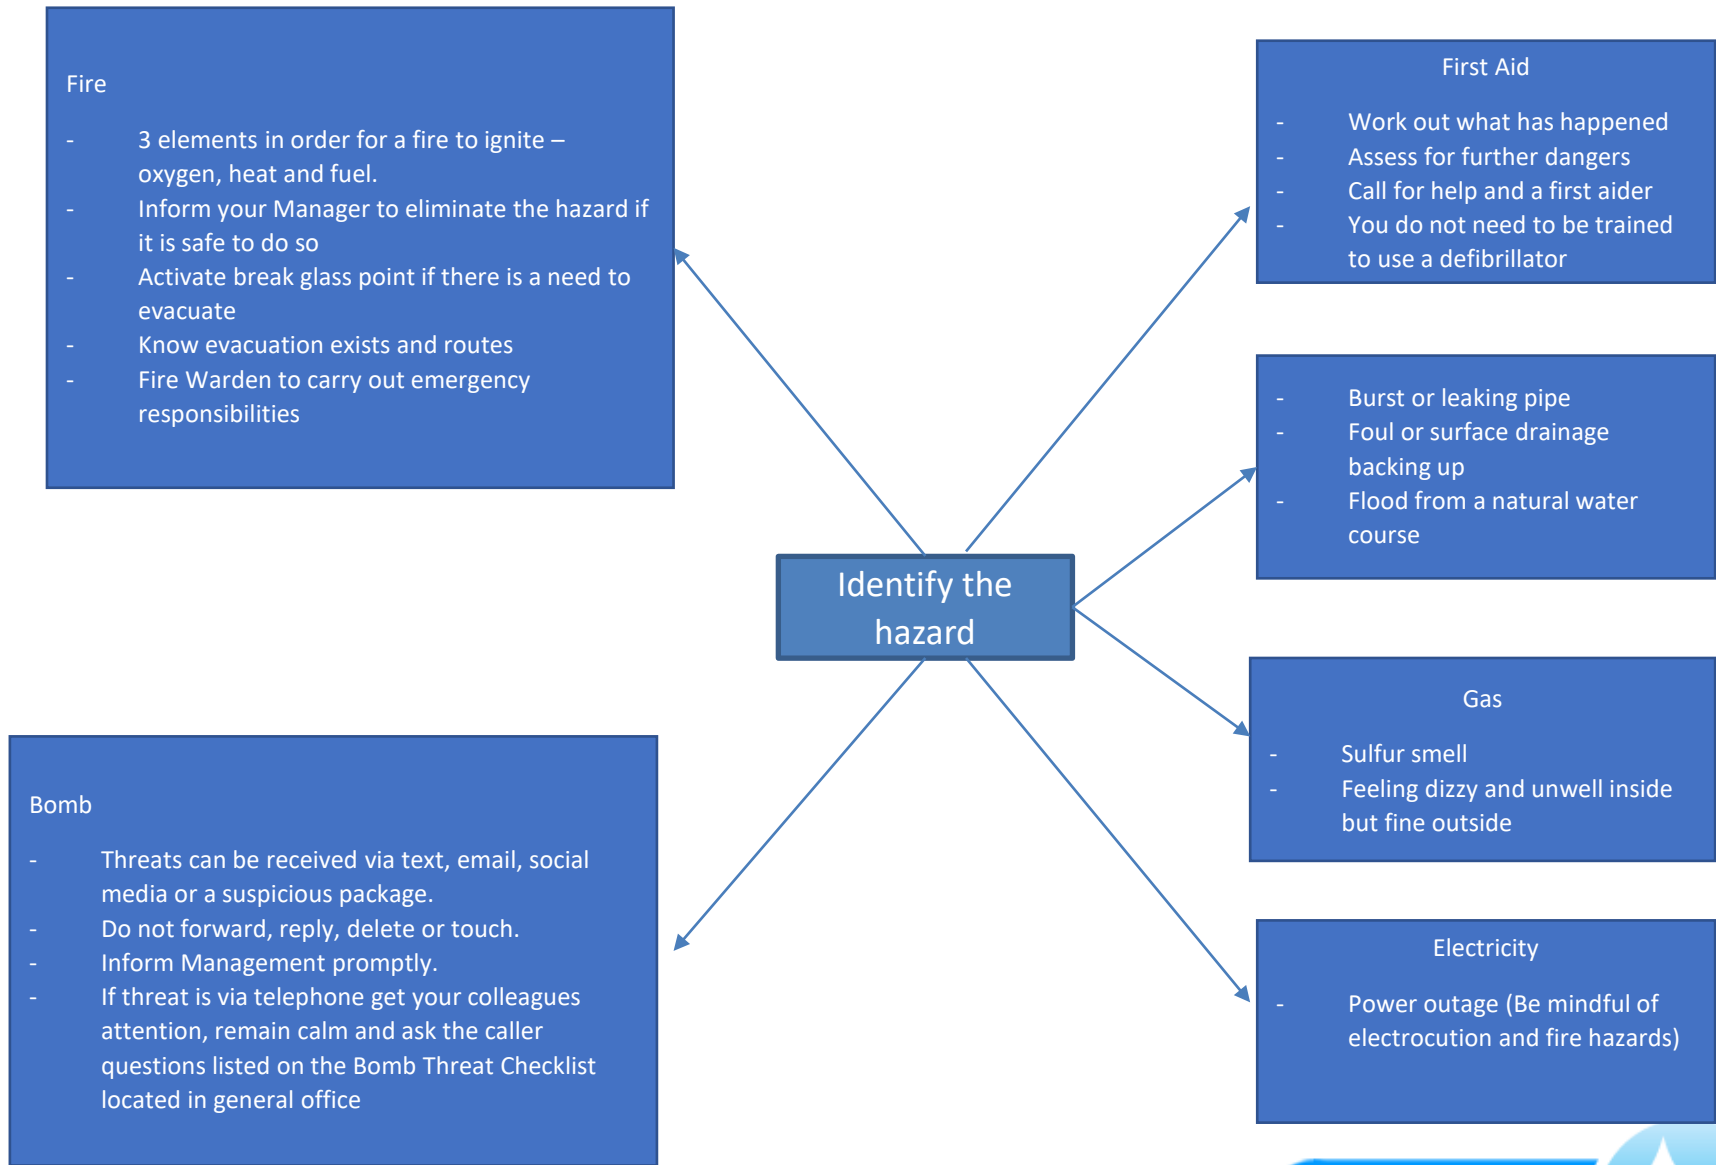 Fire
- 3 elements in order for a fire to ignite –
oxygen, heat and fuel.
- Inform your Manager to eliminate the hazard if
it is safe to do so
- Activate break glass point if there is a need to
evacuate
- Know evacuation exists and routes
- Fire Warden to carry out emergency
responsibilities
First Aid
- Work out what has happened
- Assess for further dangers
- Call for help and a first aider
- You do not need to be trained
to use a defibrillator
- Burst or leaking pipe
- Foul or surface drainage
backing up
- Flood from a natural water
course
Identify the
hazard
Gas
- Sulfur smell
- Feeling dizzy and unwell inside
but fine outside
Bomb
- Threats can be received via text, email, social
media or a suspicious package.
- Do not forward, reply, delete or touch.
- Inform Management promptly.
- If threat is via telephone get your colleagues
attention, remain calm and ask the caller
questions listed on the Bomb Threat Checklist
located in general office
Electricity
- Power outage (Be mindful of
electrocution and fire hazards)